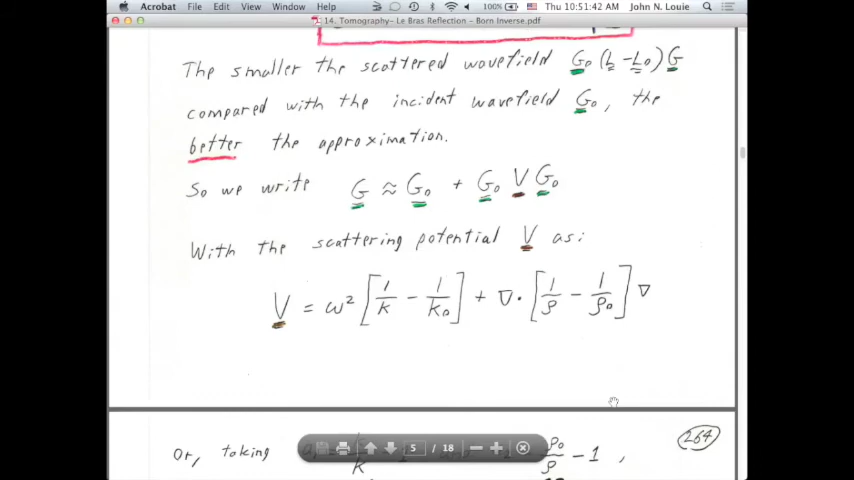 Acrobat File Edit View Window Help 100% Thu 10:51:42 AM John N. Louie
14. Tomography- Le Bras Reflection - Born Inverse.pdf
The smaller the scattered wavefield G₀(L-L₀)G
compared with the incident wavefield G₀, the
better the approximation.
So we write G ≈ G₀ + G₀ V G₀
With the scattering potential V as:
V = ω² [1/K - 1/K₀] + ∇· [1/ρ - 1/ρ₀] ∇
264
Or, taking
K
ρ₀/ρ - 1,
5 / 18